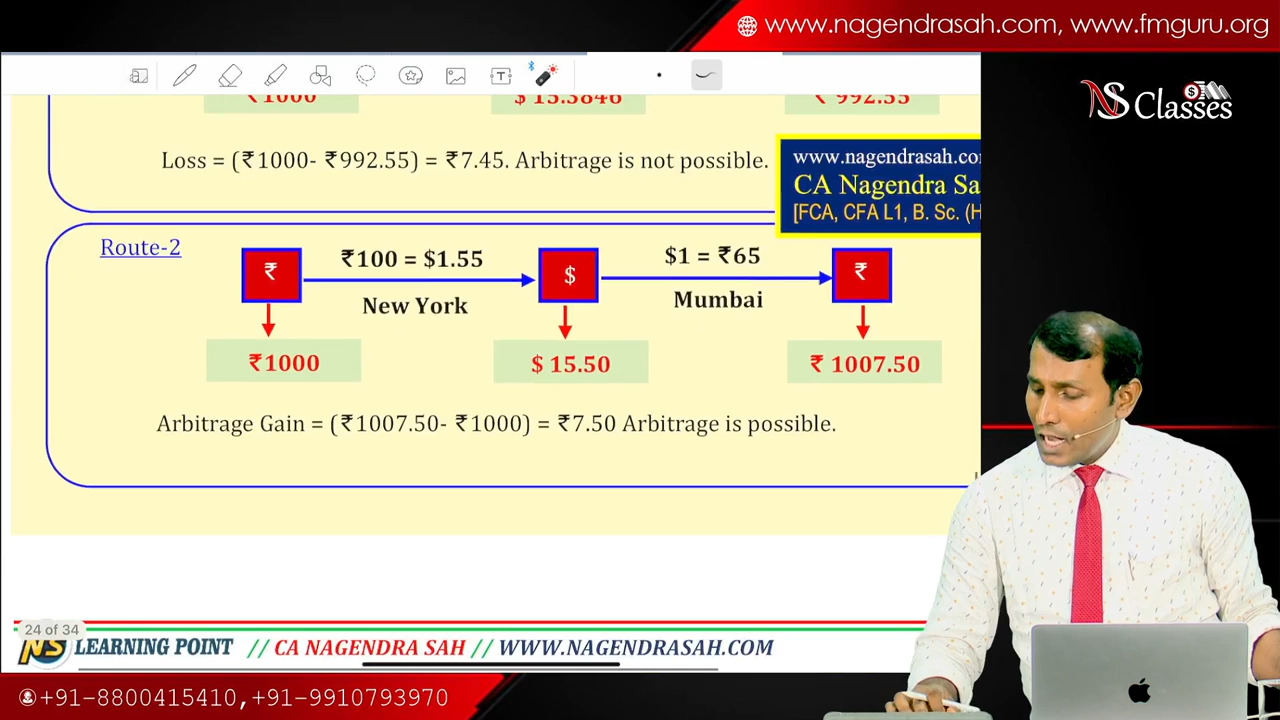 www.nagendrasah.com, www.fmguru.org
NS Classes
₹1000 $ 15.3846 ₹ 992.55
Loss = (₹1000- ₹992.55) = ₹7.45. Arbitrage is not possible.
www.nagendrasah.co
CA Nagendra Sa
[FCA, CFA L1, B. Sc. (H
Route-2
₹ ₹100 = $1.55 $ $1 = ₹65 ₹
New York Mumbai
₹1000 $ 15.50 ₹ 1007.50
Arbitrage Gain = (₹1007.50- ₹1000) = ₹7.50 Arbitrage is possible.
24 of 34
NS LEARNING POINT // CA NAGENDRA SAH // WWW.NAGENDRASAH.COM
+91-8800415410,+91-9910793970